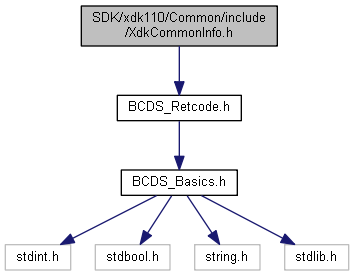 SDK/xdk110/Common/include
/XdkCommonInfo.h
BCDS_Retcode.h
BCDS_Basics.h
stdint.h
stdbool.h
string.h
stdlib.h